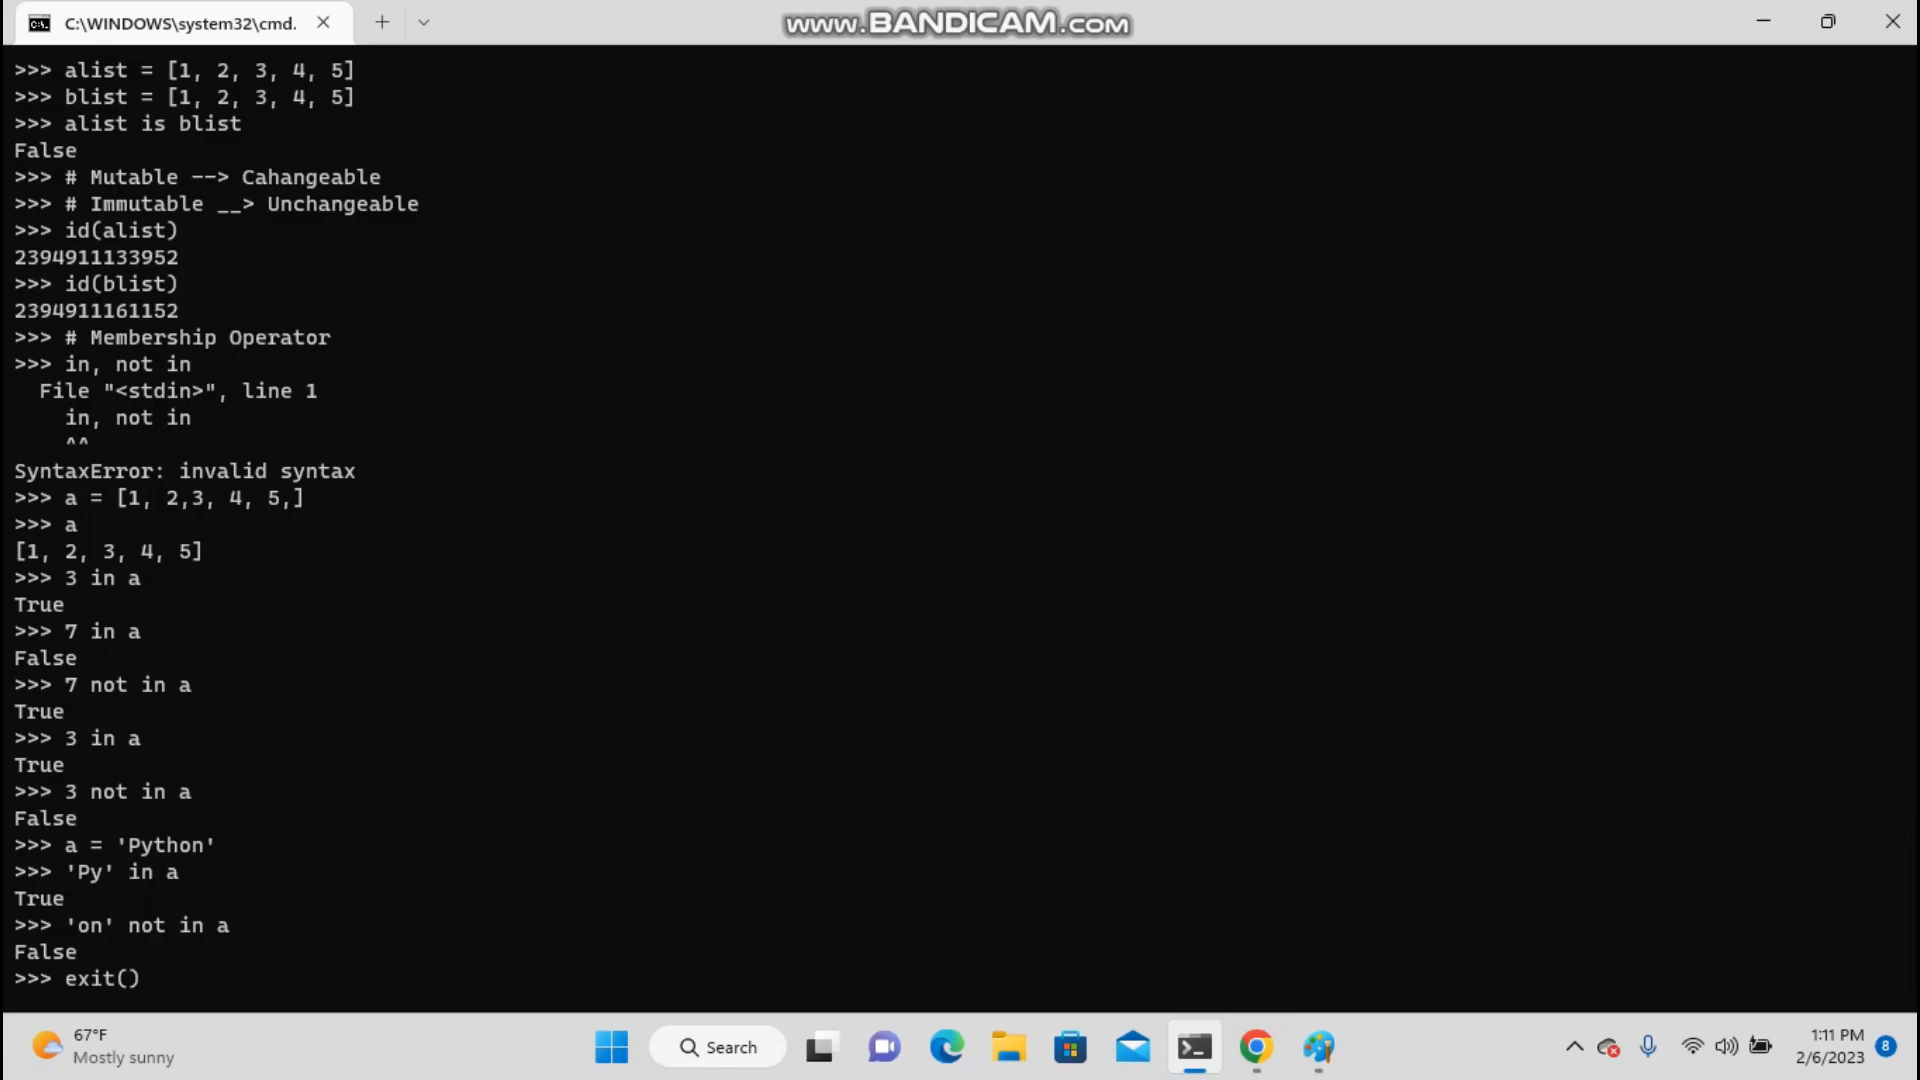 C:\WINDOWS\system32\cmd.
www.BANDICAM.com
>>> alist = [1, 2, 3, 4, 5]
>>> blist = [1, 2, 3, 4, 5]
>>> alist is blist
False
>>> # Mutable --> Cahangeable
>>> # Immutable __> Unchangeable
>>> id(alist)
2394911133952
>>> id(blist)
2394911161152
>>> # Membership Operator
>>> in, not in
  File "<stdin>", line 1
    in, not in
    ^^
SyntaxError: invalid syntax
>>> a = [1, 2,3, 4, 5,]
>>> a
[1, 2, 3, 4, 5]
>>> 3 in a
True
>>> 7 in a
False
>>> 7 not in a
True
>>> 3 in a
True
>>> 3 not in a
False
>>> a = 'Python'
>>> 'Py' in a
True
>>> 'on' not in a
False
>>> exit()
67°F
Mostly sunny
Search
1:11 PM
2/6/2023
8